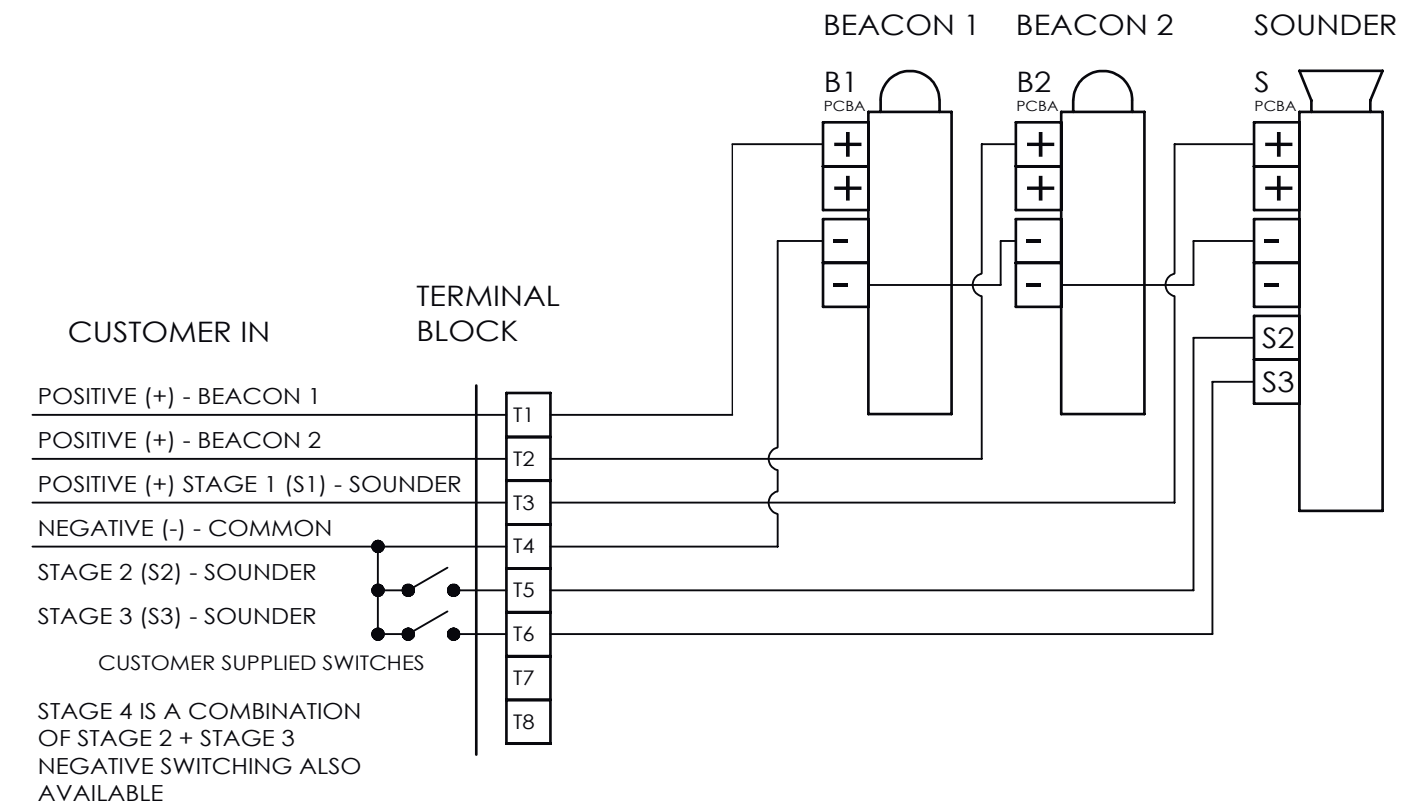 BEACON 1 BEACON 2 SOUNDER
B1 B2 S
PCBA PCBA PCBA
+ + +
+ + +
- - -
- - -
S2
S3
TERMINAL
BLOCK
CUSTOMER IN
POSITIVE (+) - BEACON 1
T1
POSITIVE (+) - BEACON 2
T2
POSITIVE (+) STAGE 1 (S1) - SOUNDER
T3
NEGATIVE (-) - COMMON
T4
STAGE 2 (S2) - SOUNDER
T5
STAGE 3 (S3) - SOUNDER
T6
CUSTOMER SUPPLIED SWITCHES
T7
T8
STAGE 4 IS A COMBINATION
OF STAGE 2 + STAGE 3
NEGATIVE SWITCHING ALSO
AVAILABLE